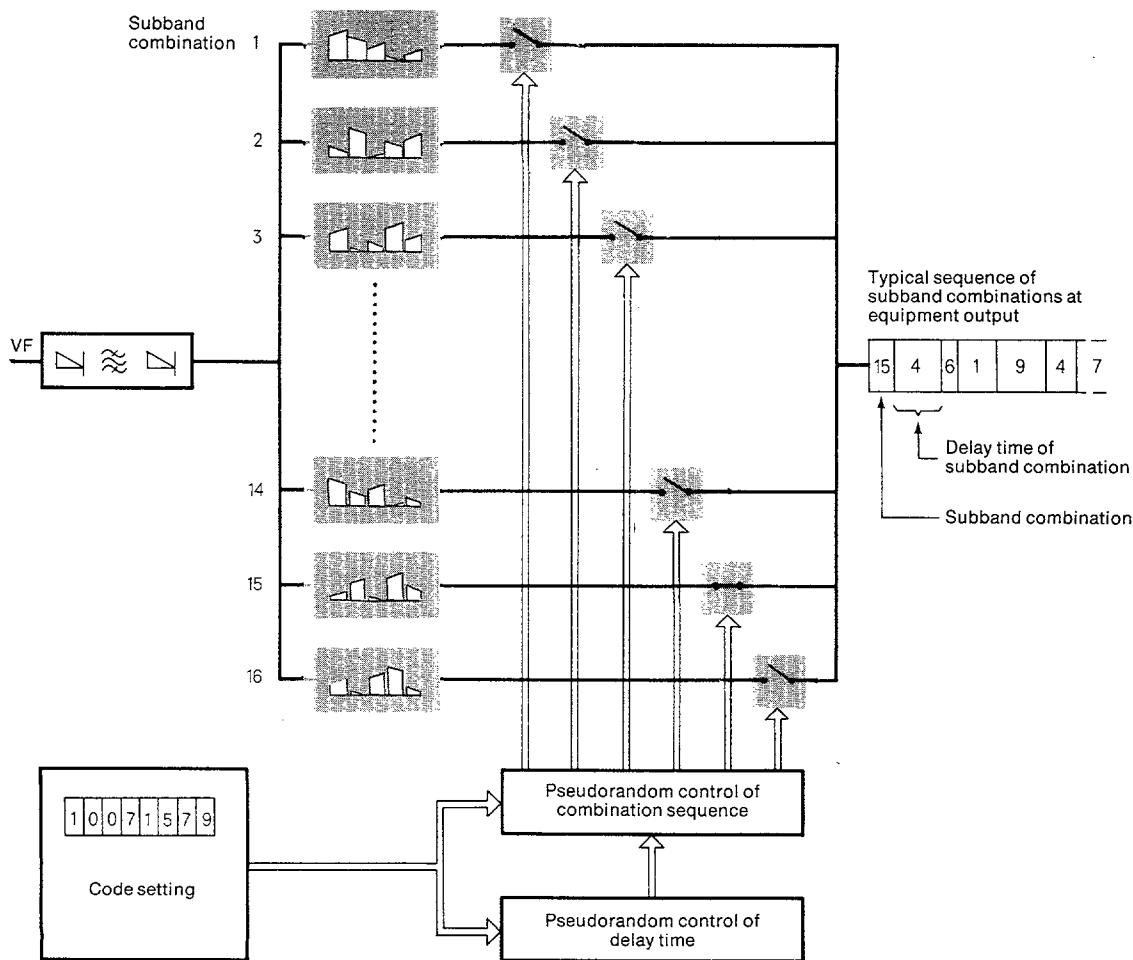 Subband
combination
1
2
3
VF
Typical sequence of
subband combinations at
equipment output
15 4 6 1 9 4 7
Delay time of
subband combination
Subband combination
14
15
16
1 0 0 7 1 5 7 9
Code setting
Pseudorandom control of
combination sequence
Pseudorandom control of
delay time